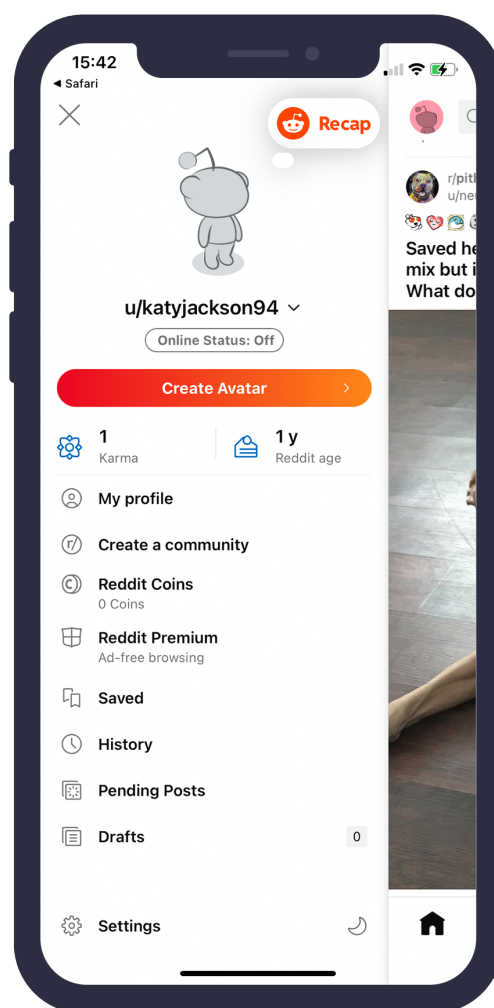 15:42
Safari
Recap
u/katyjackson94
Online Status: Off
Create Avatar
1
Karma
1 y
Reddit age
My profile
r/
Create a community
Reddit Coins
0 Coins
Reddit Premium
Ad-free browsing
Saved
History
Pending Posts
Drafts
0
Settings
Saved
mix but
What do